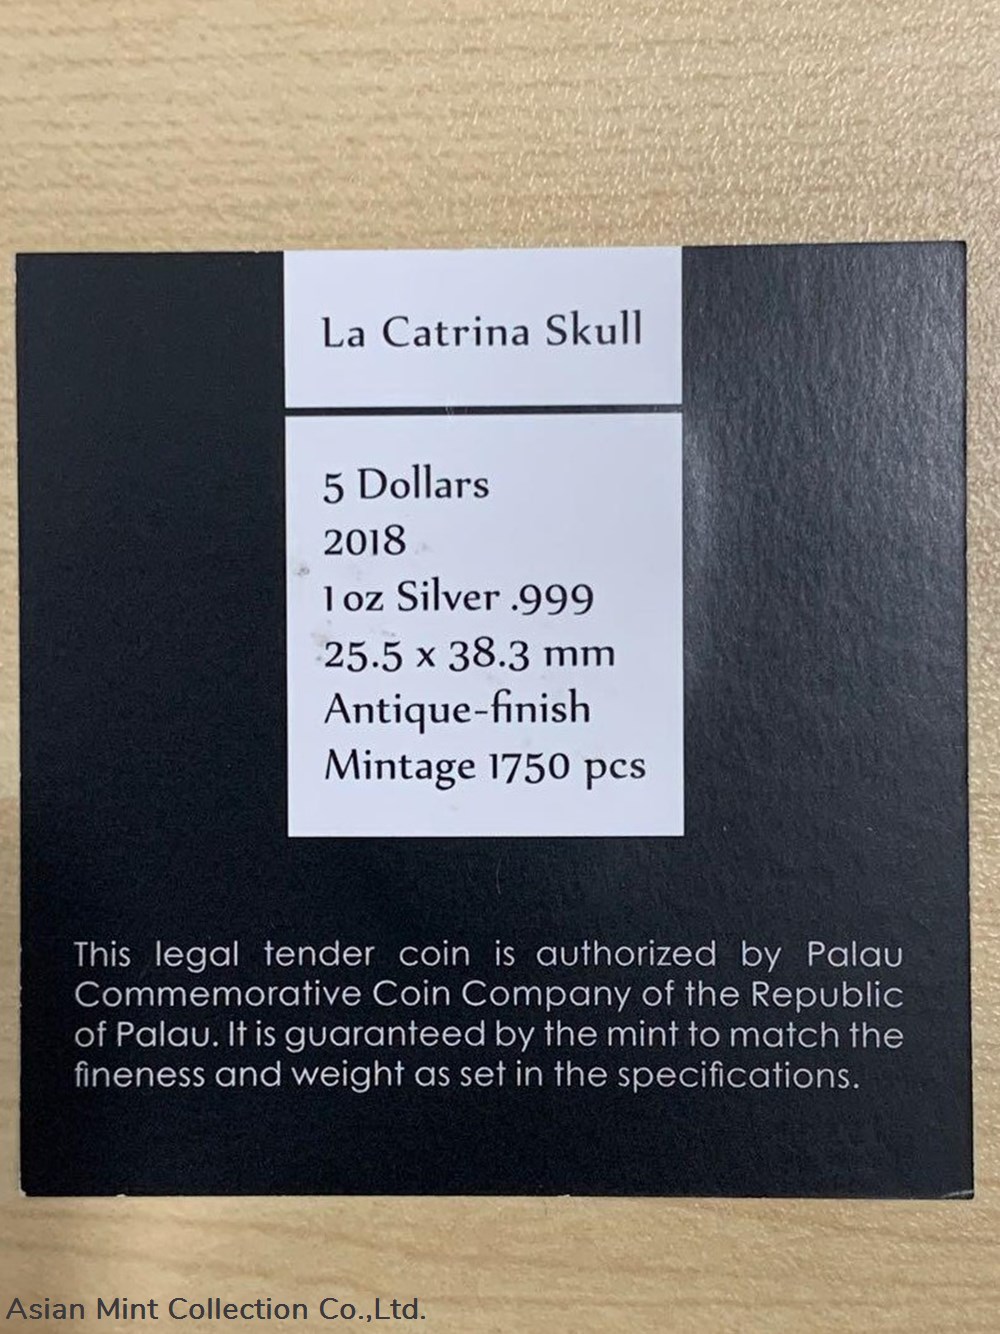 La Catrina Skull
5 Dollars
2018
1 oz Silver .999
25.5 x 38.3 mm
Antique-finish
Mintage 1750 pcs
This legal tender coin is authorized by Palau
Commemorative Coin Company of the Republic
of Palau. It is guaranteed by the mint to match the
fineness and weight as set in the specifications.
Asian Mint Collection Co.,Ltd.